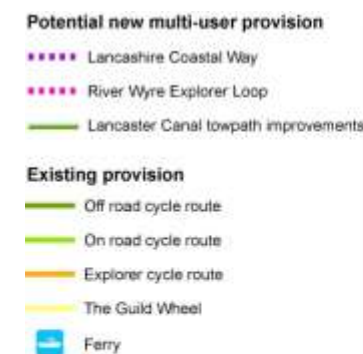 Potential new multi-user provision
Lancashire Coastal Way
River Wyre Explorer Loop
Lancaster Canal towpath improvements
Existing provision
Off road cycle route
On road cycle route
Explorer cycle route
The Guild Wheel
Ferry